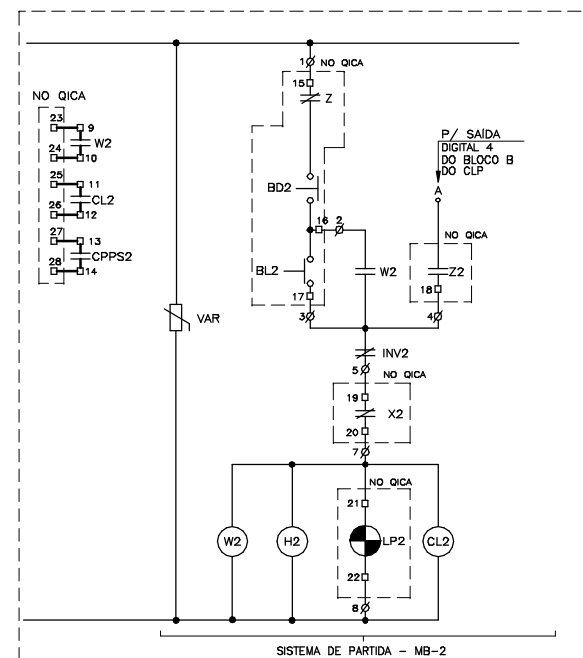 1
NO QICA
15
Z
NO QICA
23
9
W2
24
10
25
11
CL2
26
12
27
13
CPPS2
28
14
P/ SAÍDA
DIGITAL 4
DO BLOCO B
DO CLP
A
BD2
16
2
NO QICA
BL2
W2
Z2
17
18
3
4
VAR
INV2
5
NO QICA
19
X2
20
7
NO QICA
21
W2
H2
LP2
CL2
22
8
SISTEMA DE PARTIDA – MB–2